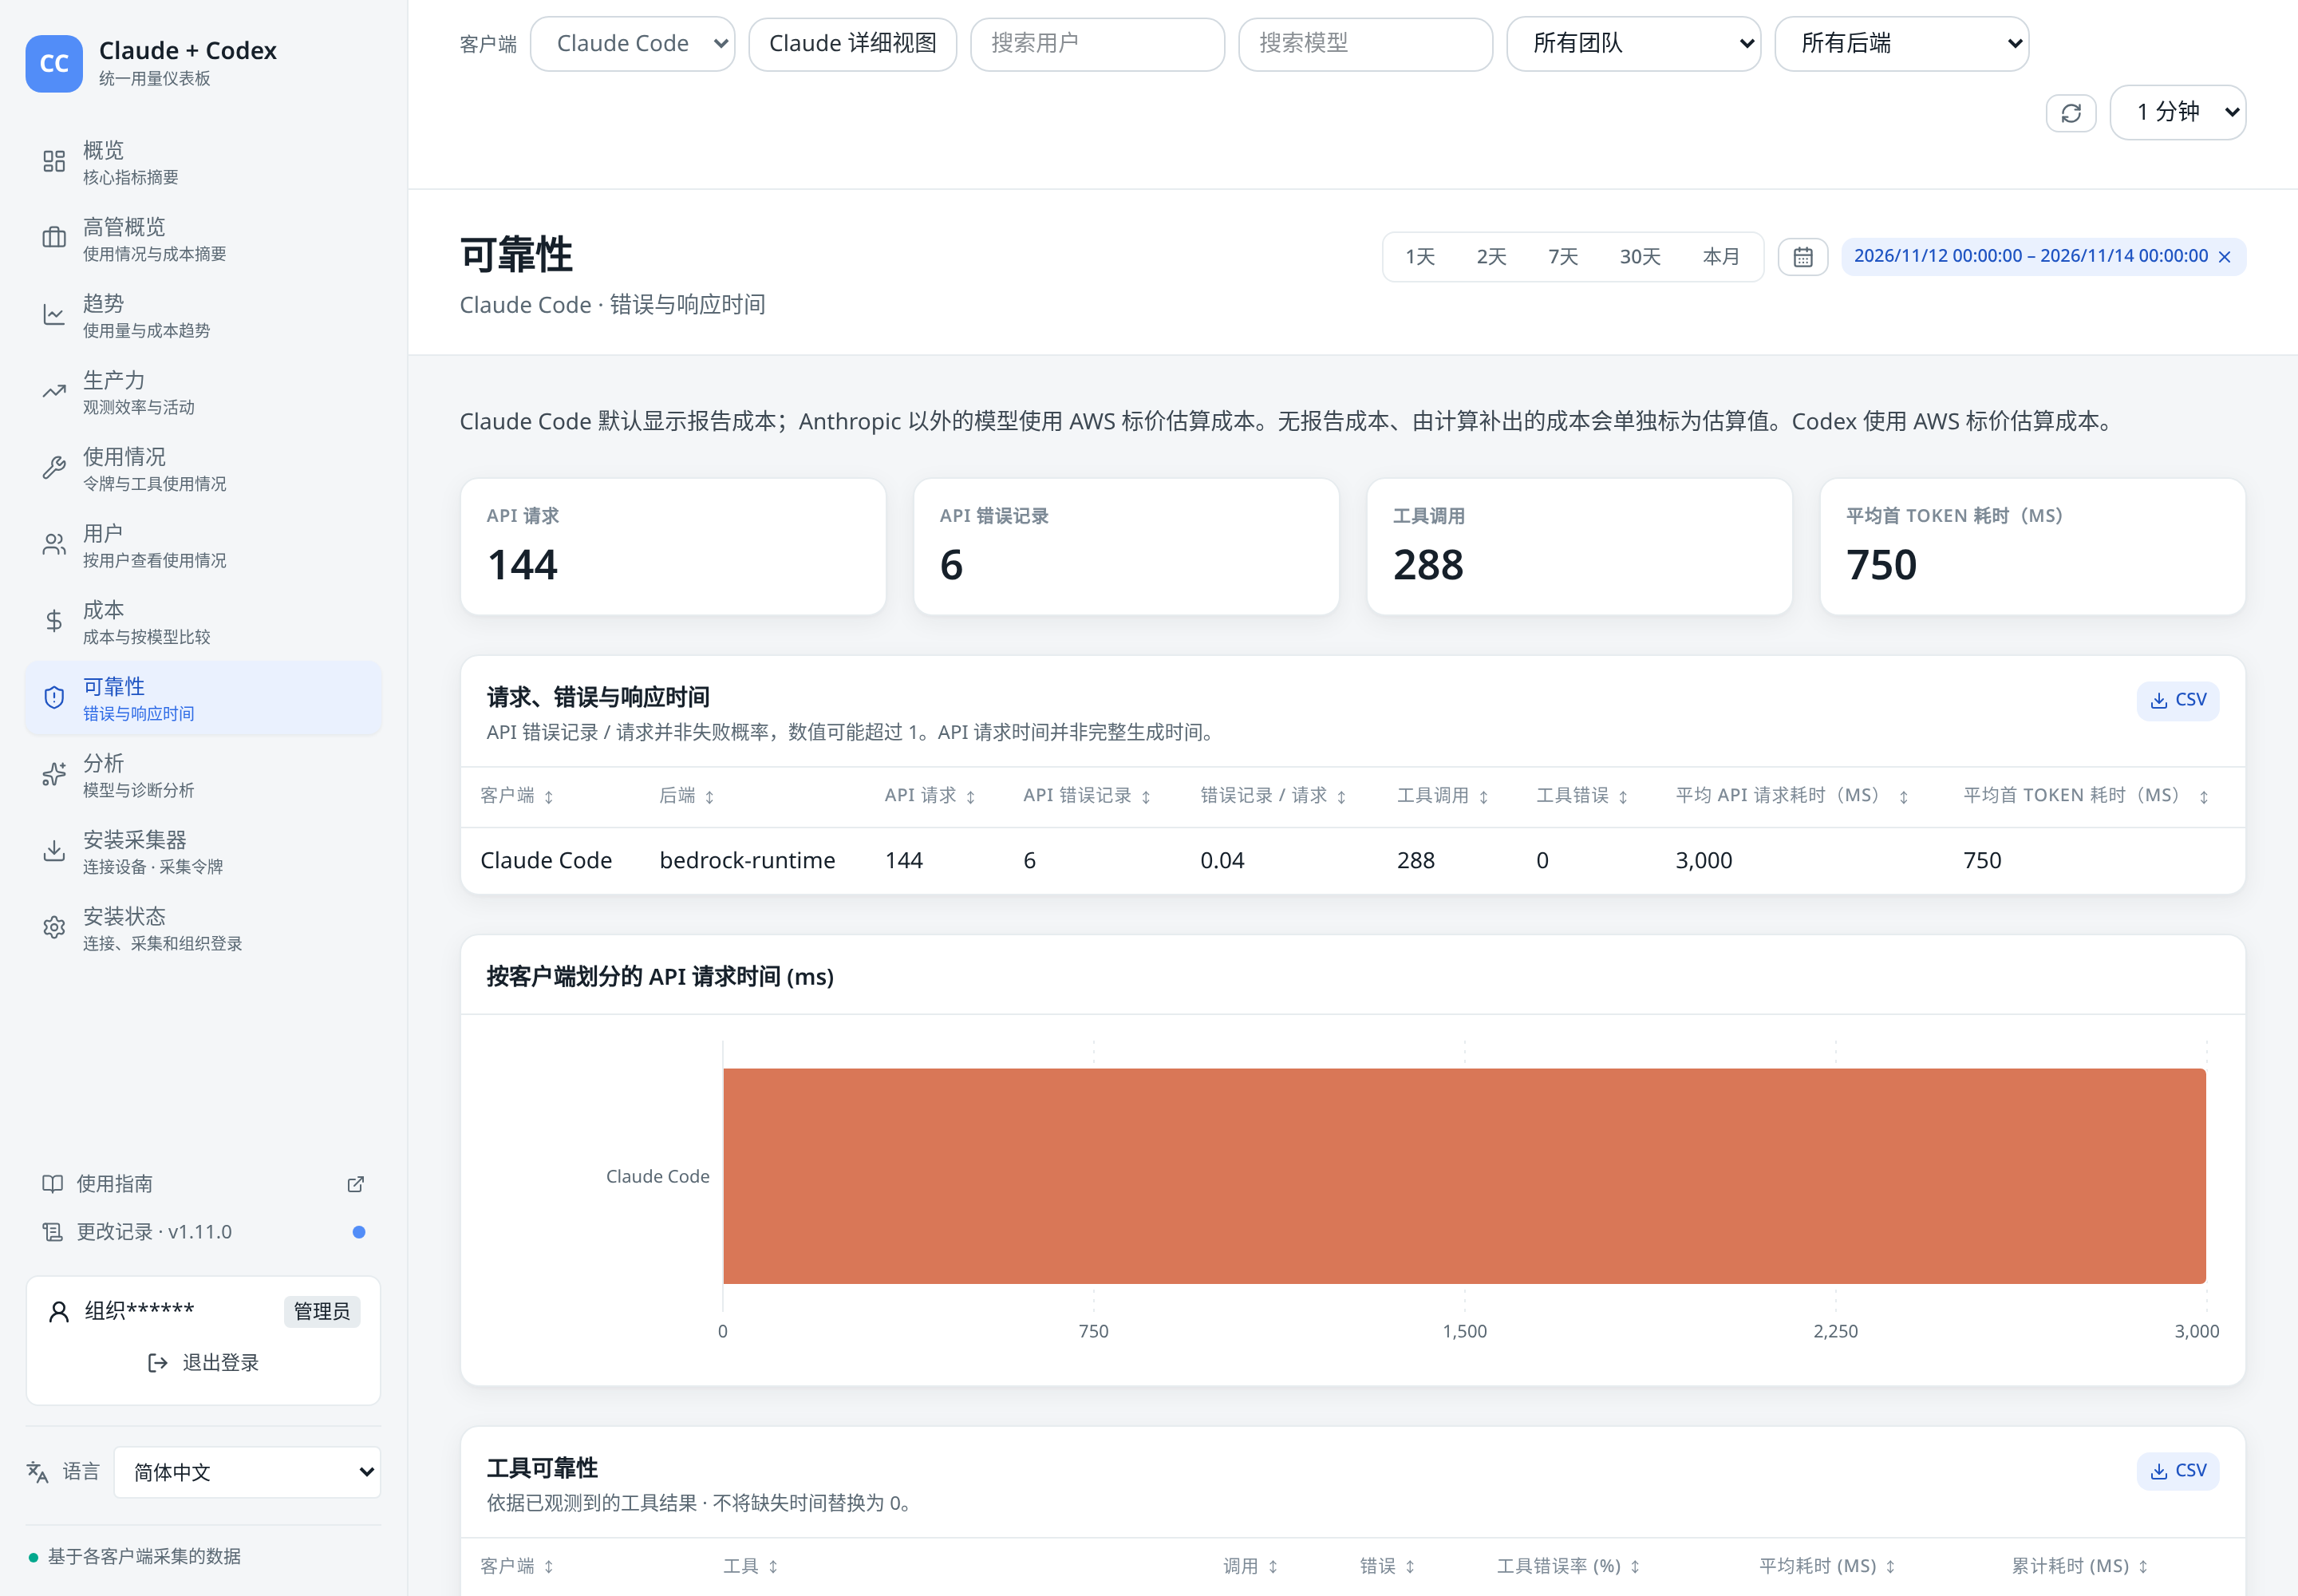 CC
Claude + Codex
统一用量仪表板
概览
核心指标摘要
高管概览
使用情况与成本摘要
趋势
使用量与成本趋势
生产力
观测效率与活动
使用情况
令牌与工具使用情况
用户
按用户查看使用情况
成本
成本与按模型比较
可靠性
错误与响应时间
分析
模型与诊断分析
安装采集器
连接设备 · 采集令牌
安装状态
连接、采集和组织登录
使用指南
更改记录 · v1.11.0
组织****** 管理员
退出登录
语言 简体中文
基于各客户端采集的数据
客户端 Claude Code Claude 详细视图 搜索用户 搜索模型 所有团队 所有后端
1 分钟
可靠性
Claude Code · 错误与响应时间
1天 2天 7天 30天 本月 2026/11/12 00:00:00 – 2026/11/14 00:00:00
Claude Code 默认显示报告成本；Anthropic 以外的模型使用 AWS 标价估算成本。无报告成本、由计算补出的成本会单独标为估算值。Codex 使用 AWS 标价估算成本。
API 请求
144
API 错误记录
6
工具调用
288
平均首 TOKEN 耗时（MS）
750
请求、错误与响应时间
API 错误记录 / 请求并非失败概率，数值可能超过 1。API 请求时间并非完整生成时间。
CSV
客户端 后端 API 请求 API 错误记录 错误记录 / 请求 工具调用 工具错误 平均 API 请求耗时（MS） 平均首 TOKEN 耗时（MS）
Claude Code bedrock-runtime 144 6 0.04 288 0 3,000 750
按客户端划分的 API 请求时间 (ms)
Claude Code
0 750 1,500 2,250 3,000
工具可靠性
依据已观测到的工具结果 · 不将缺失时间替换为 0。
CSV
客户端 工具 调用 错误 工具错误率 (%) 平均耗时 (MS) 累计耗时 (MS)